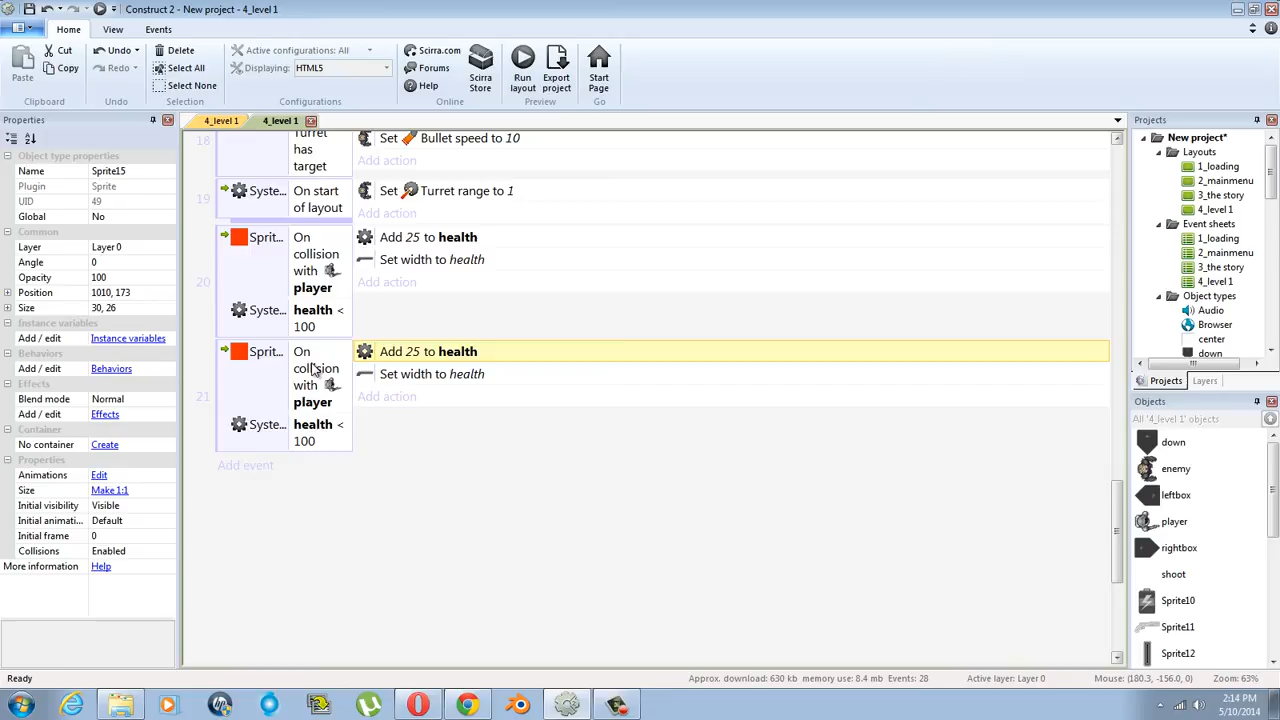 Construct 2 - New project - 4_level 1
Home
View
Events
Paste
Cut
Copy
Clipboard
Undo
Redo
Undo
Delete
Select All
Select None
Selection
Active configurations: All
Displaying:
HTML5
Configurations
Scirra.com
Forums
Help
Online
Scirra Store
Run layout
Export project
Preview
Start Page
Go
Properties
4_level 1
4_level 1
Projects
Object type properties
Name Sprite15
Plugin Sprite
UID 49
Global No
Common
Layer Layer 0
Angle 0
Opacity 100
Position 1010, 173
Size 30, 26
Instance variables
Add / edit Instance variables
Behaviors
Add / edit Behaviors
Effects
Blend mode Normal
Add / edit Effects
Container
No container Create
Properties
Animations Edit
Size Make 1:1
Initial visibility Visible
Initial animati... Default
Initial frame 0
Collisions Enabled
More information Help
18
Turret has target
Set Bullet speed to 10
Add action
19
Syste... On start of layout
Set Turret range to 1
Add action
20
Sprit... On collision with player
Add 25 to health
Set width to health
Add action
Syste... health < 100
21
Sprit... On collision with player
Add 25 to health
Set width to health
Add action
Syste... health < 100
Add event
New project*
Layouts
1_loading
2_mainmenu
3_the story
4_level 1
Event sheets
1_loading
2_mainmenu
3_the story
4_level 1
Object types
Audio
Browser
center
down
Projects
Layers
Objects
All '4_level 1' objects
down
enemy
leftbox
player
rightbox
shoot
Sprite10
Sprite11
Sprite12
Ready
Approx. download: 630 kb
memory use: 8.4 mb
Events: 28
Active layer: Layer 0
Mouse: (180.3, -156.0, 0)
Zoom: 63%
2:14 PM
5/10/2014